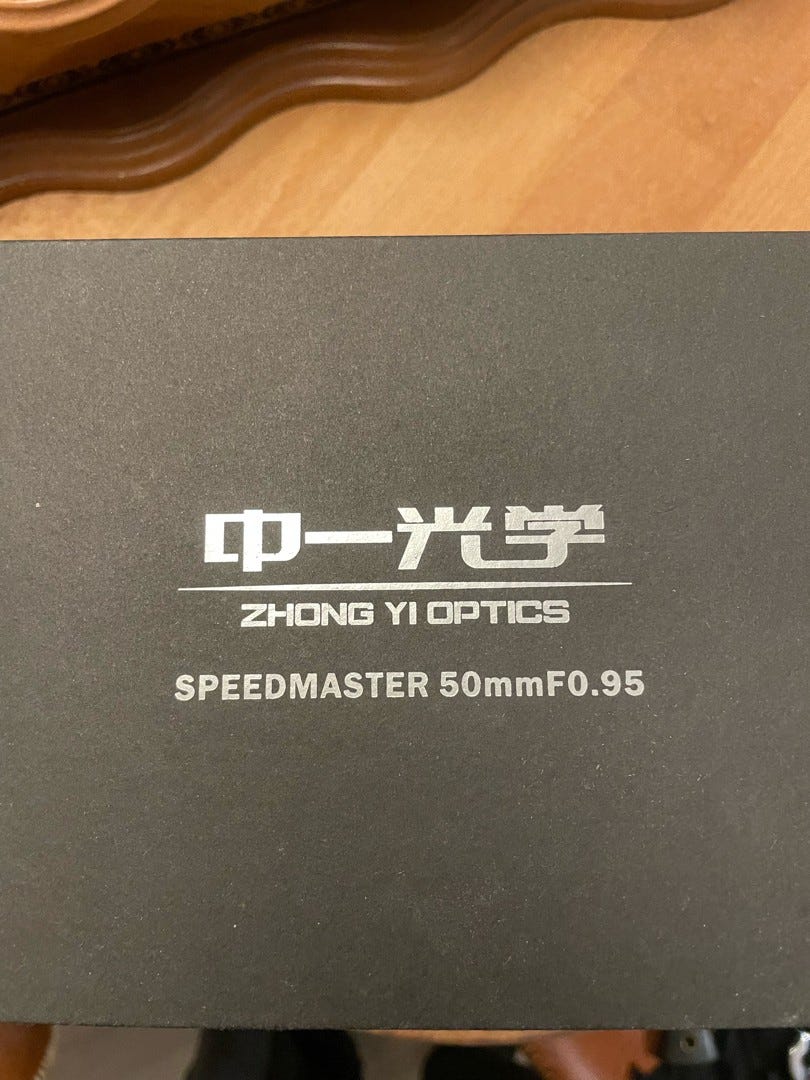 中一光学
ZHONG YI OPTICS
SPEEDMASTER 50mmF0.95